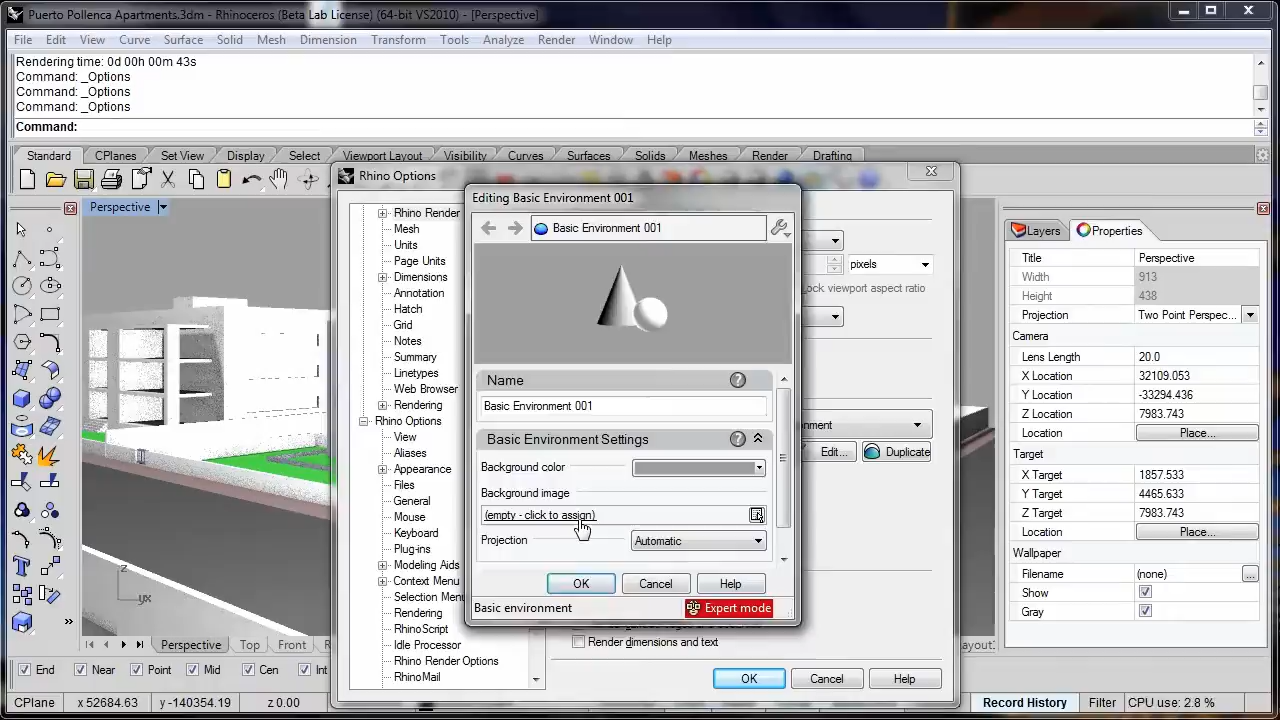 Puerto Pollenca Apartments.3dm - Rhinoceros (Beta Lab License) (64-bit VS2010) - [Perspective]
File Edit View Curve Surface Solid Mesh Dimension Transform Tools Analyze Render Window Help
Rendering time: 0d 00h 00m 43s
Command: _Options
Command: _Options
Command: _Options
Command:
Standard CPlanes Set View Display Select Viewport Layout Visibility Curves Surfaces Solids Meshes Render Drafting
Perspective
Rhino Options
Rhino Render
Mesh
Units
Page Units
Dimensions
Annotation
Hatch
Grid
Notes
Summary
Linetypes
Web Browser
Rendering
Rhino Options
View
Aliases
Appearance
Files
General
Mouse
Keyboard
Plug-ins
Modeling Aids
Context Menu
Selection Menu
Rendering
RhinoScript
Idle Processor
Rhino Render Options
RhinoMail
pixels
Lock viewport aspect ratio
nment
Edit... Duplicate
Render dimensions and text
OK Cancel Help
Editing Basic Environment 001
Basic Environment 001
Name
Basic Environment 001
Basic Environment Settings
Background color
Background image
(empty - click to assign)
Projection Automatic
OK Cancel Help
Basic environment Expert mode
Layers Properties
Title Perspective
Width 913
Height 438
Projection Two Point Perspec...
Camera
Lens Length 20.0
X Location 32109.053
Y Location -33294.436
Z Location 7983.743
Location Place...
Target
X Target 1857.533
Y Target 4465.633
Z Target 7983.743
Location Place...
Wallpaper
Filename (none) ...
Show
Gray
z
yx
Perspective Top Front R
ayout:
End Near Point Mid Cen Int
CPlane x 52684.63 y -140354.19 z 0.00
Record History Filter CPU use: 2.8 %